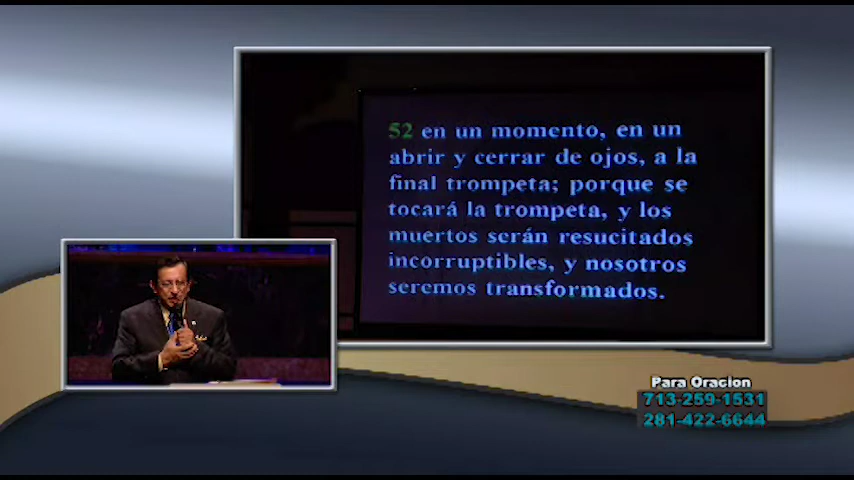 52 en un momento, en un
abrir y cerrar de ojos, a la
final trompeta; porque se
tocará la trompeta, y los
muertos serán resucitados
incorruptibles, y nosotros
seremos transformados.
Para Oracion
713-259-1531
281-422-6644